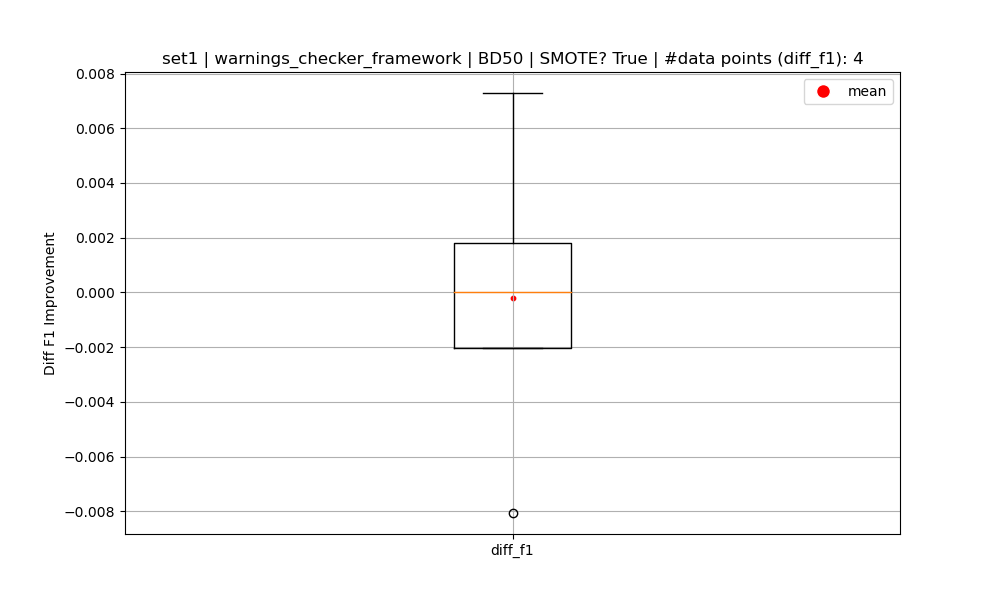 set1 | warnings_checker_framework | BD50 | SMOTE? True | #data points (diff_f1): 4
mean
0.008
0.006
0.004
0.002
0.000
−0.002
−0.004
−0.006
−0.008
Diff F1 Improvement
diff_f1